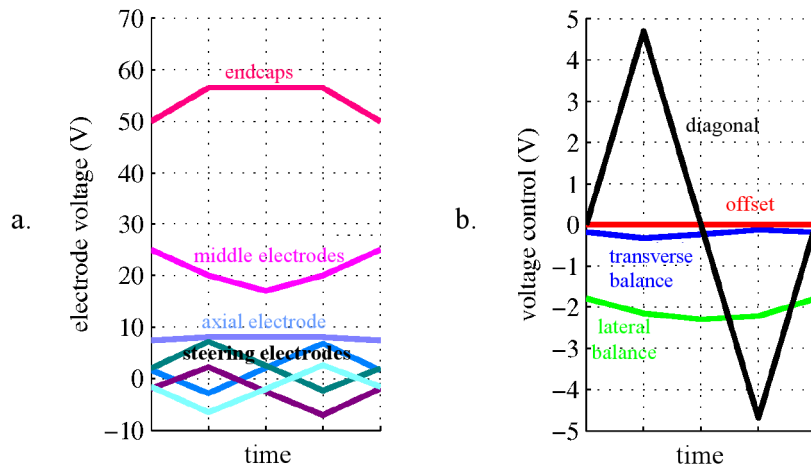 a.
electrode voltage (V)
70
60
50
40
30
20
10
0
−10
endcaps
middle electrodes
axial electrode
steering electrodes
time
b.
voltage control (V)
5
4
3
2
1
0
−1
−2
−3
−4
−5
diagonal
offset
transverse
balance
lateral
balance
time